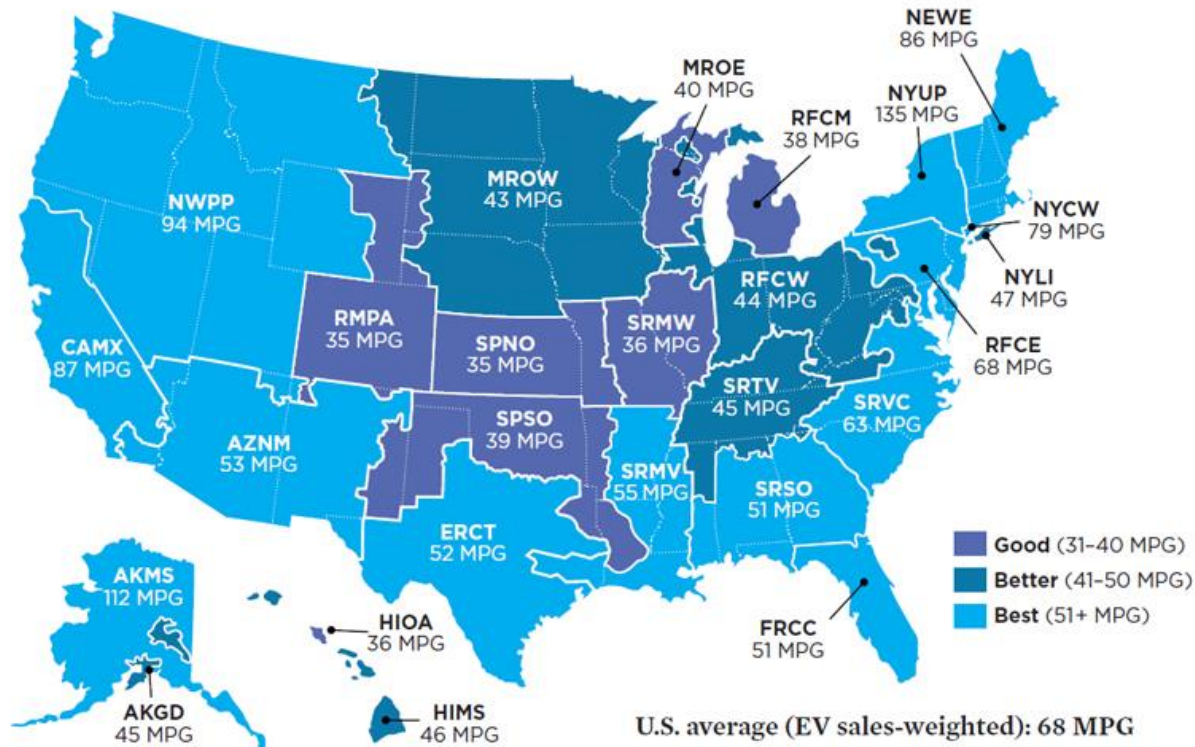 NEWE
86 MPG
MROE
40 MPG
NYUP
135 MPG
RFCM
38 MPG
MROW
43 MPG
NWPP
94 MPG
NYCW
79 MPG
NYLI
47 MPG
RFCW
44 MPG
RMPA
35 MPG
SRMW
36 MPG
SPNO
35 MPG
CAMX
87 MPG
RFCE
68 MPG
SRTV
45 MPG
SRVC
63 MPG
SPSO
39 MPG
AZNM
53 MPG
SRMV
55 MPG
SRSO
51 MPG
ERCT
52 MPG
Good (31–40 MPG)
Better (41–50 MPG)
Best (51+ MPG)
AKMS
112 MPG
HIOA
36 MPG
FRCC
51 MPG
AKGD
45 MPG
HIMS
46 MPG
U.S. average (EV sales-weighted): 68 MPG